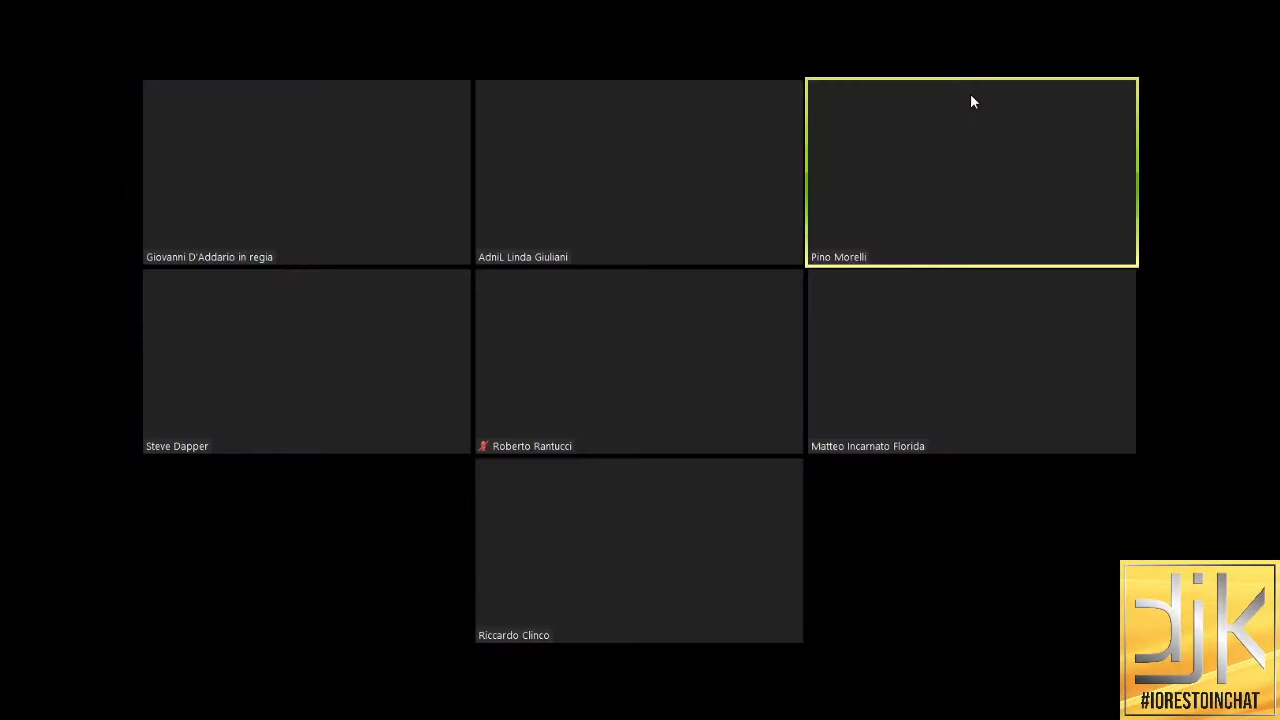 Giovanni D'Addario in regia
AdniL Linda Giuliani
Pino Morelli
Steve Dapper
Roberto Rantucci
Matteo Incarnato Florida
Riccardo Clinco
djk
#IORESTOINCHAT